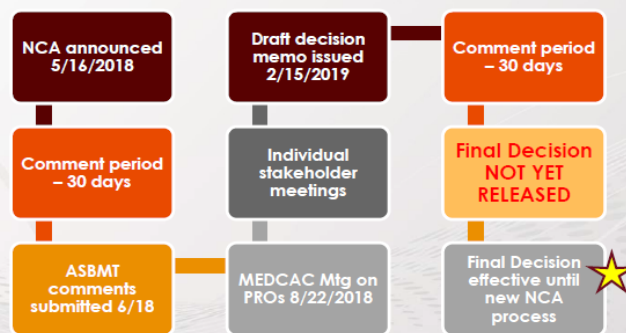 NCA announced
5/16/2018
Comment period
– 30 days
ASBMT
comments
submitted 6/18
MEDCAC Mtg on
PROs 8/22/2018
Individual
stakeholder
meetings
Draft decision
memo issued
2/15/2019
Comment period
– 30 days
Final Decision
NOT YET
RELEASED
Final Decision
effective until
new NCA
process